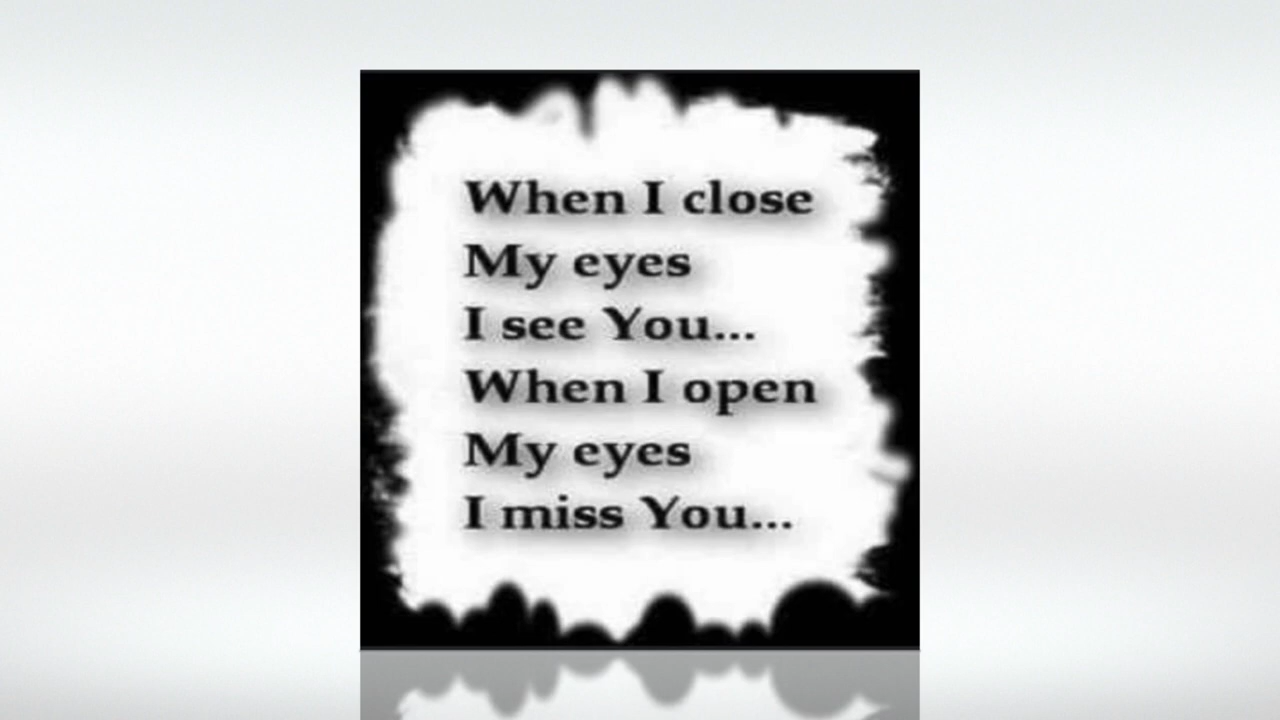 When I close
My eyes
I see You...
When I open
My eyes
I miss You...